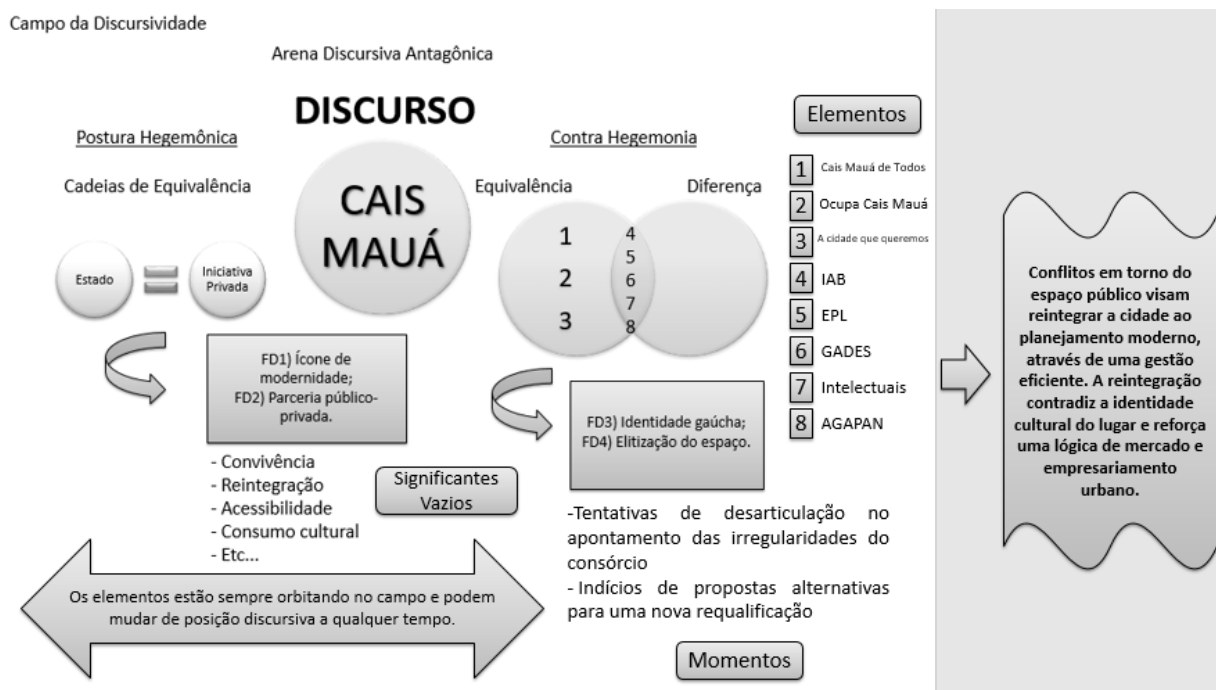 Campo da Discursividade
Arena Discursiva Antagônica
DISCURSO
Postura Hegemônica
Cadeias de Equivalência
Estado
Iniciativa
Privada
CAIS
MAUÁ
Contra Hegemonia
Equivalência
Diferença
1
2
3
4
5
6
7
8
Elementos
1 Cais Mauá de Todos
2 Ocupa Cais Mauá
3 A cidade que queremos
4 IAB
5 EPL
6 GADES
7 Intelectuais
8 AGAPAN
FD1) Ícone de
modernidade;
FD2) Parceria público-
privada.
- Convivência
- Reintegração
- Acessibilidade
- Consumo cultural
- Etc...
Significantes
Vazios
FD3) Identidade gaúcha;
FD4) Elitização do espaço.
-Tentativas de desarticulação no
apontamento das irregularidades do
consórcio
- Indícios de propostas alternativas
para uma nova requalificação
Momentos
Os elementos estão sempre orbitando no campo e podem
mudar de posição discursiva a qualquer tempo.
Conflitos em torno do
espaço público visam
reintegrar a cidade ao
planejamento moderno,
através de uma gestão
eficiente. A reintegração
contradiz a identidade
cultural do lugar e reforça
uma lógica de mercado e
empresariamento
urbano.